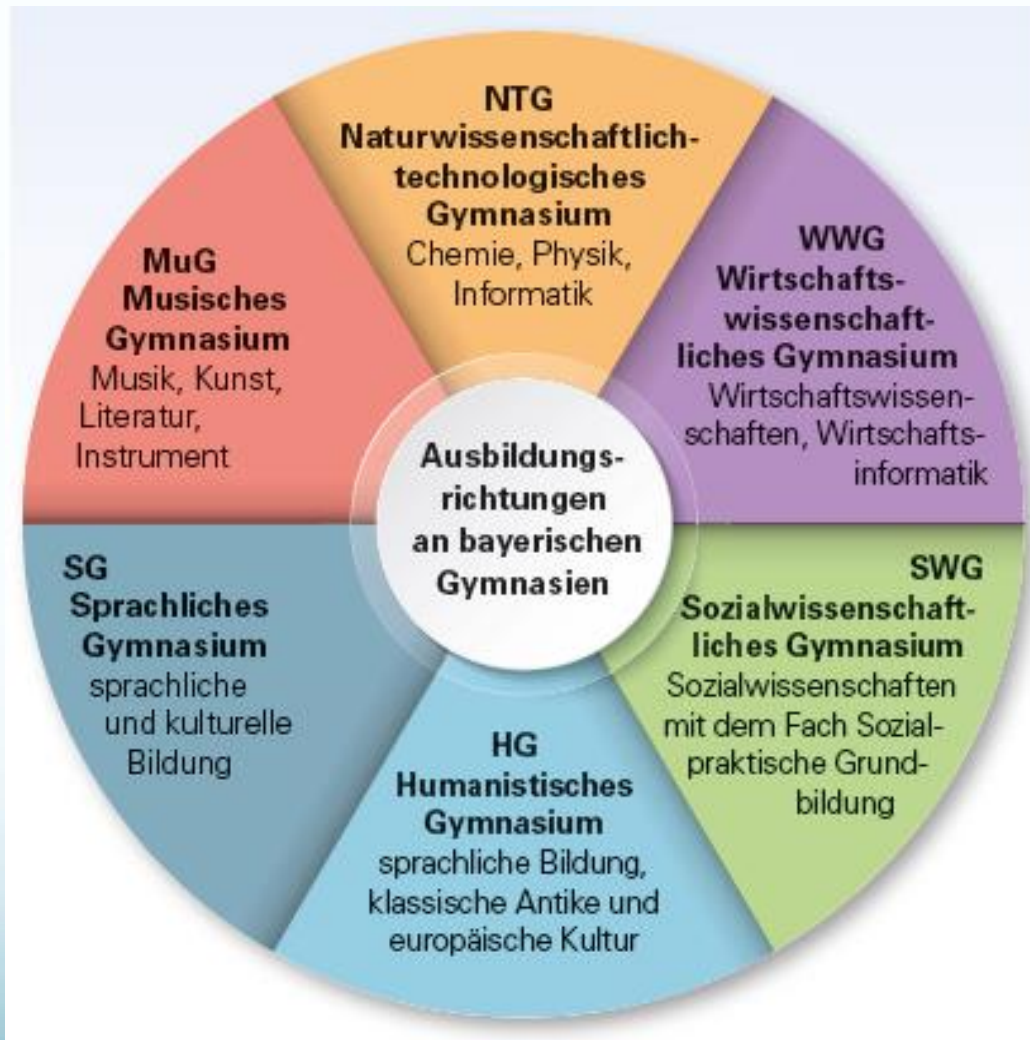 NTG
Naturwissenschaftlich-
technologisches
Gymnasium
Chemie, Physik,
Informatik
WWG
Wirtschafts-
wissenschaft-
liches Gymnasium
Wirtschaftswissen-
schaften, Wirtschafts-
informatik
SWG
Sozialwissenschaft-
liches Gymnasium
Sozialwissenschaften
mit dem Fach Sozial-
praktische Grund-
bildung
HG
Humanistisches
Gymnasium
sprachliche Bildung,
klassische Antike und
europäische Kultur
SG
Sprachliches
Gymnasium
sprachliche
und kulturelle
Bildung
MuG
Musisches
Gymnasium
Musik, Kunst,
Literatur,
Instrument
Ausbildungs-
richtungen
an bayerischen
Gymnasien